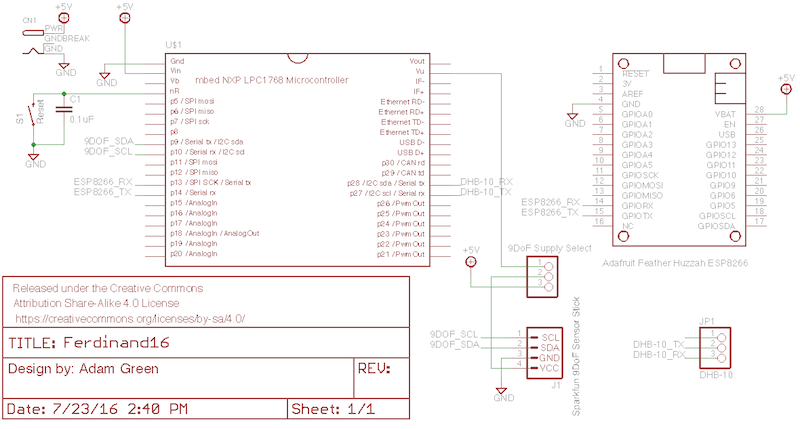 CN1
+5V
PWR
GNDBREAK
GND
GND
+5V
GND
U$1
mbed NXP LPC1768 Microcontroller
Gnd
Vin
Vb
nR
p5 / SPI mosi
p6 / SPI miso
p7 / SPI sck
p8
p9 / Serial tx / I2C sda
p10 / Serial rx / I2C scl
p11 / SPI mosi
p12 / SPI miso
p13 / SPI SCK / Serial tx
p14 / Serial rx
p15 / AnalogIn
p16 / AnalogIn
p17 / AnalogIn
p18 / AnalogIn / AnalogOut
p19 / AnalogIn
p20 / AnalogIn
Vout
Vu
IF-
IF+
Ethernet RD-
Ethernet RD+
Ethernet TD-
Ethernet TD+
USB D-
USB D+
p30 / CAN rd
p29 / CAN td
p28 / I2C sda / Serial tx
p27 / I2C scl / Serial rx
p26 / Pwm Out
p25 / Pwm Out
p24 / Pwm Out
p23 / Pwm Out
p22 / Pwm Out
p21 / Pwm Out
S1
Reset
C1
0.1uF
GND
9DOF_SDA
9DOF_SCL
ESP8266_RX
ESP8266_TX
DHB-10_RX
DHB-10_TX
1
2
3
4
5
6
7
8
9
10
11
12
13
14
15
16
RESET
3V
AREF
GND
GPIOA0
GPIOA1
GPIOA2
GPIOA3
GPIOA4
GPIOA5
GPIOSCK
GPIOMOSI
GPIOMISO
GPIORX
GPIOTX
NC
VBAT
EN
USB
GPIO13
GPIO12
GPIO11
GPIO10
GPIO9
GPIO6
GPIO5
GPIOSCL
GPIOSDA
28
27
26
25
24
23
22
21
20
19
18
17
+5V
GND
ESP8266_RX
ESP8266_TX
Adafruit Feather Huzzah ESP8266
9DoF Supply Select
+5V
1
2
3
9DOF_SCL
9DOF_SDA
1
2
3
4
SCL
SDA
GND
VCC
J1
GND
Sparkfun 9DoF Sensor Stick
JP1
DHB-10_TX
DHB-10_RX
1
2
3
DHB-10
Released under the Creative Commons
Attribution Share-Alike 4.0 License
https://creativecommons.org/licenses/by-sa/4.0/
TITLE: Ferdinand16
Design by: Adam Green
REV:
Date: 7/23/16 2:40 PM
Sheet: 1/1